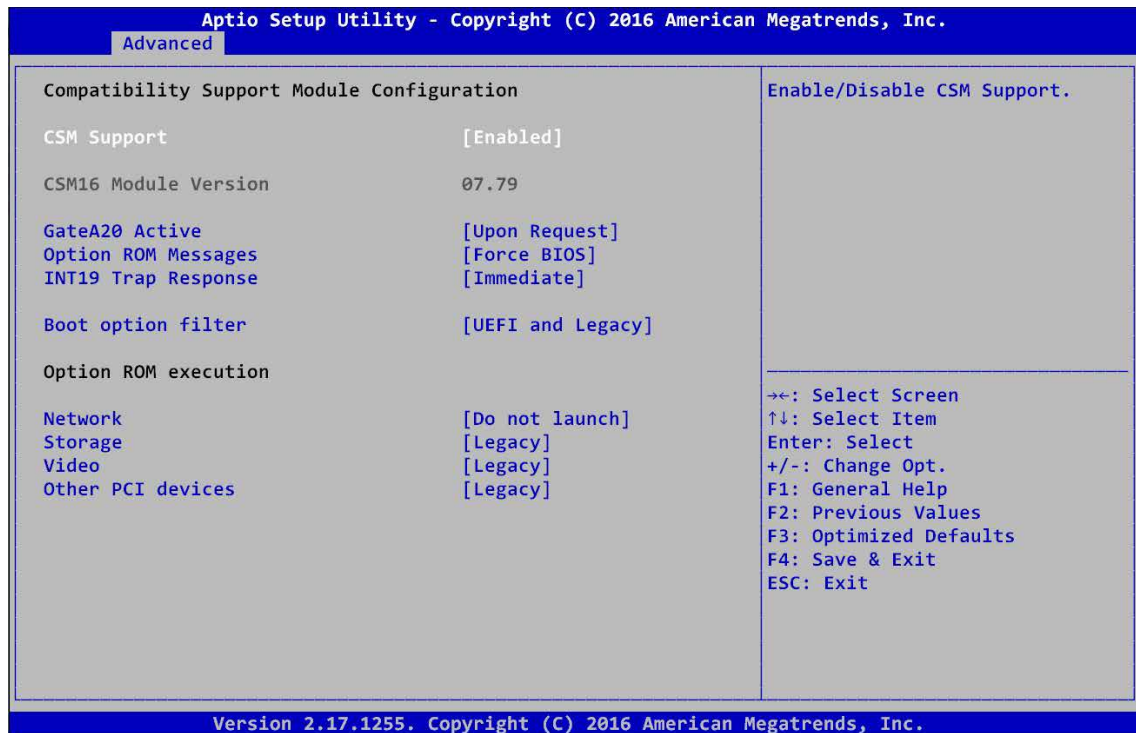 Aptio Setup Utility - Copyright (C) 2016 American Megatrends, Inc.
Advanced
Compatibility Support Module Configuration
CSM Support [Enabled]
CSM16 Module Version 07.79
GateA20 Active [Upon Request]
Option ROM Messages [Force BIOS]
INT19 Trap Response [Immediate]
Boot option filter [UEFI and Legacy]
Option ROM execution
Network [Do not launch]
Storage [Legacy]
Video [Legacy]
Other PCI devices [Legacy]
Enable/Disable CSM Support.
→←: Select Screen
↑↓: Select Item
Enter: Select
+/-: Change Opt.
F1: General Help
F2: Previous Values
F3: Optimized Defaults
F4: Save & Exit
ESC: Exit
Version 2.17.1255. Copyright (C) 2016 American Megatrends, Inc.